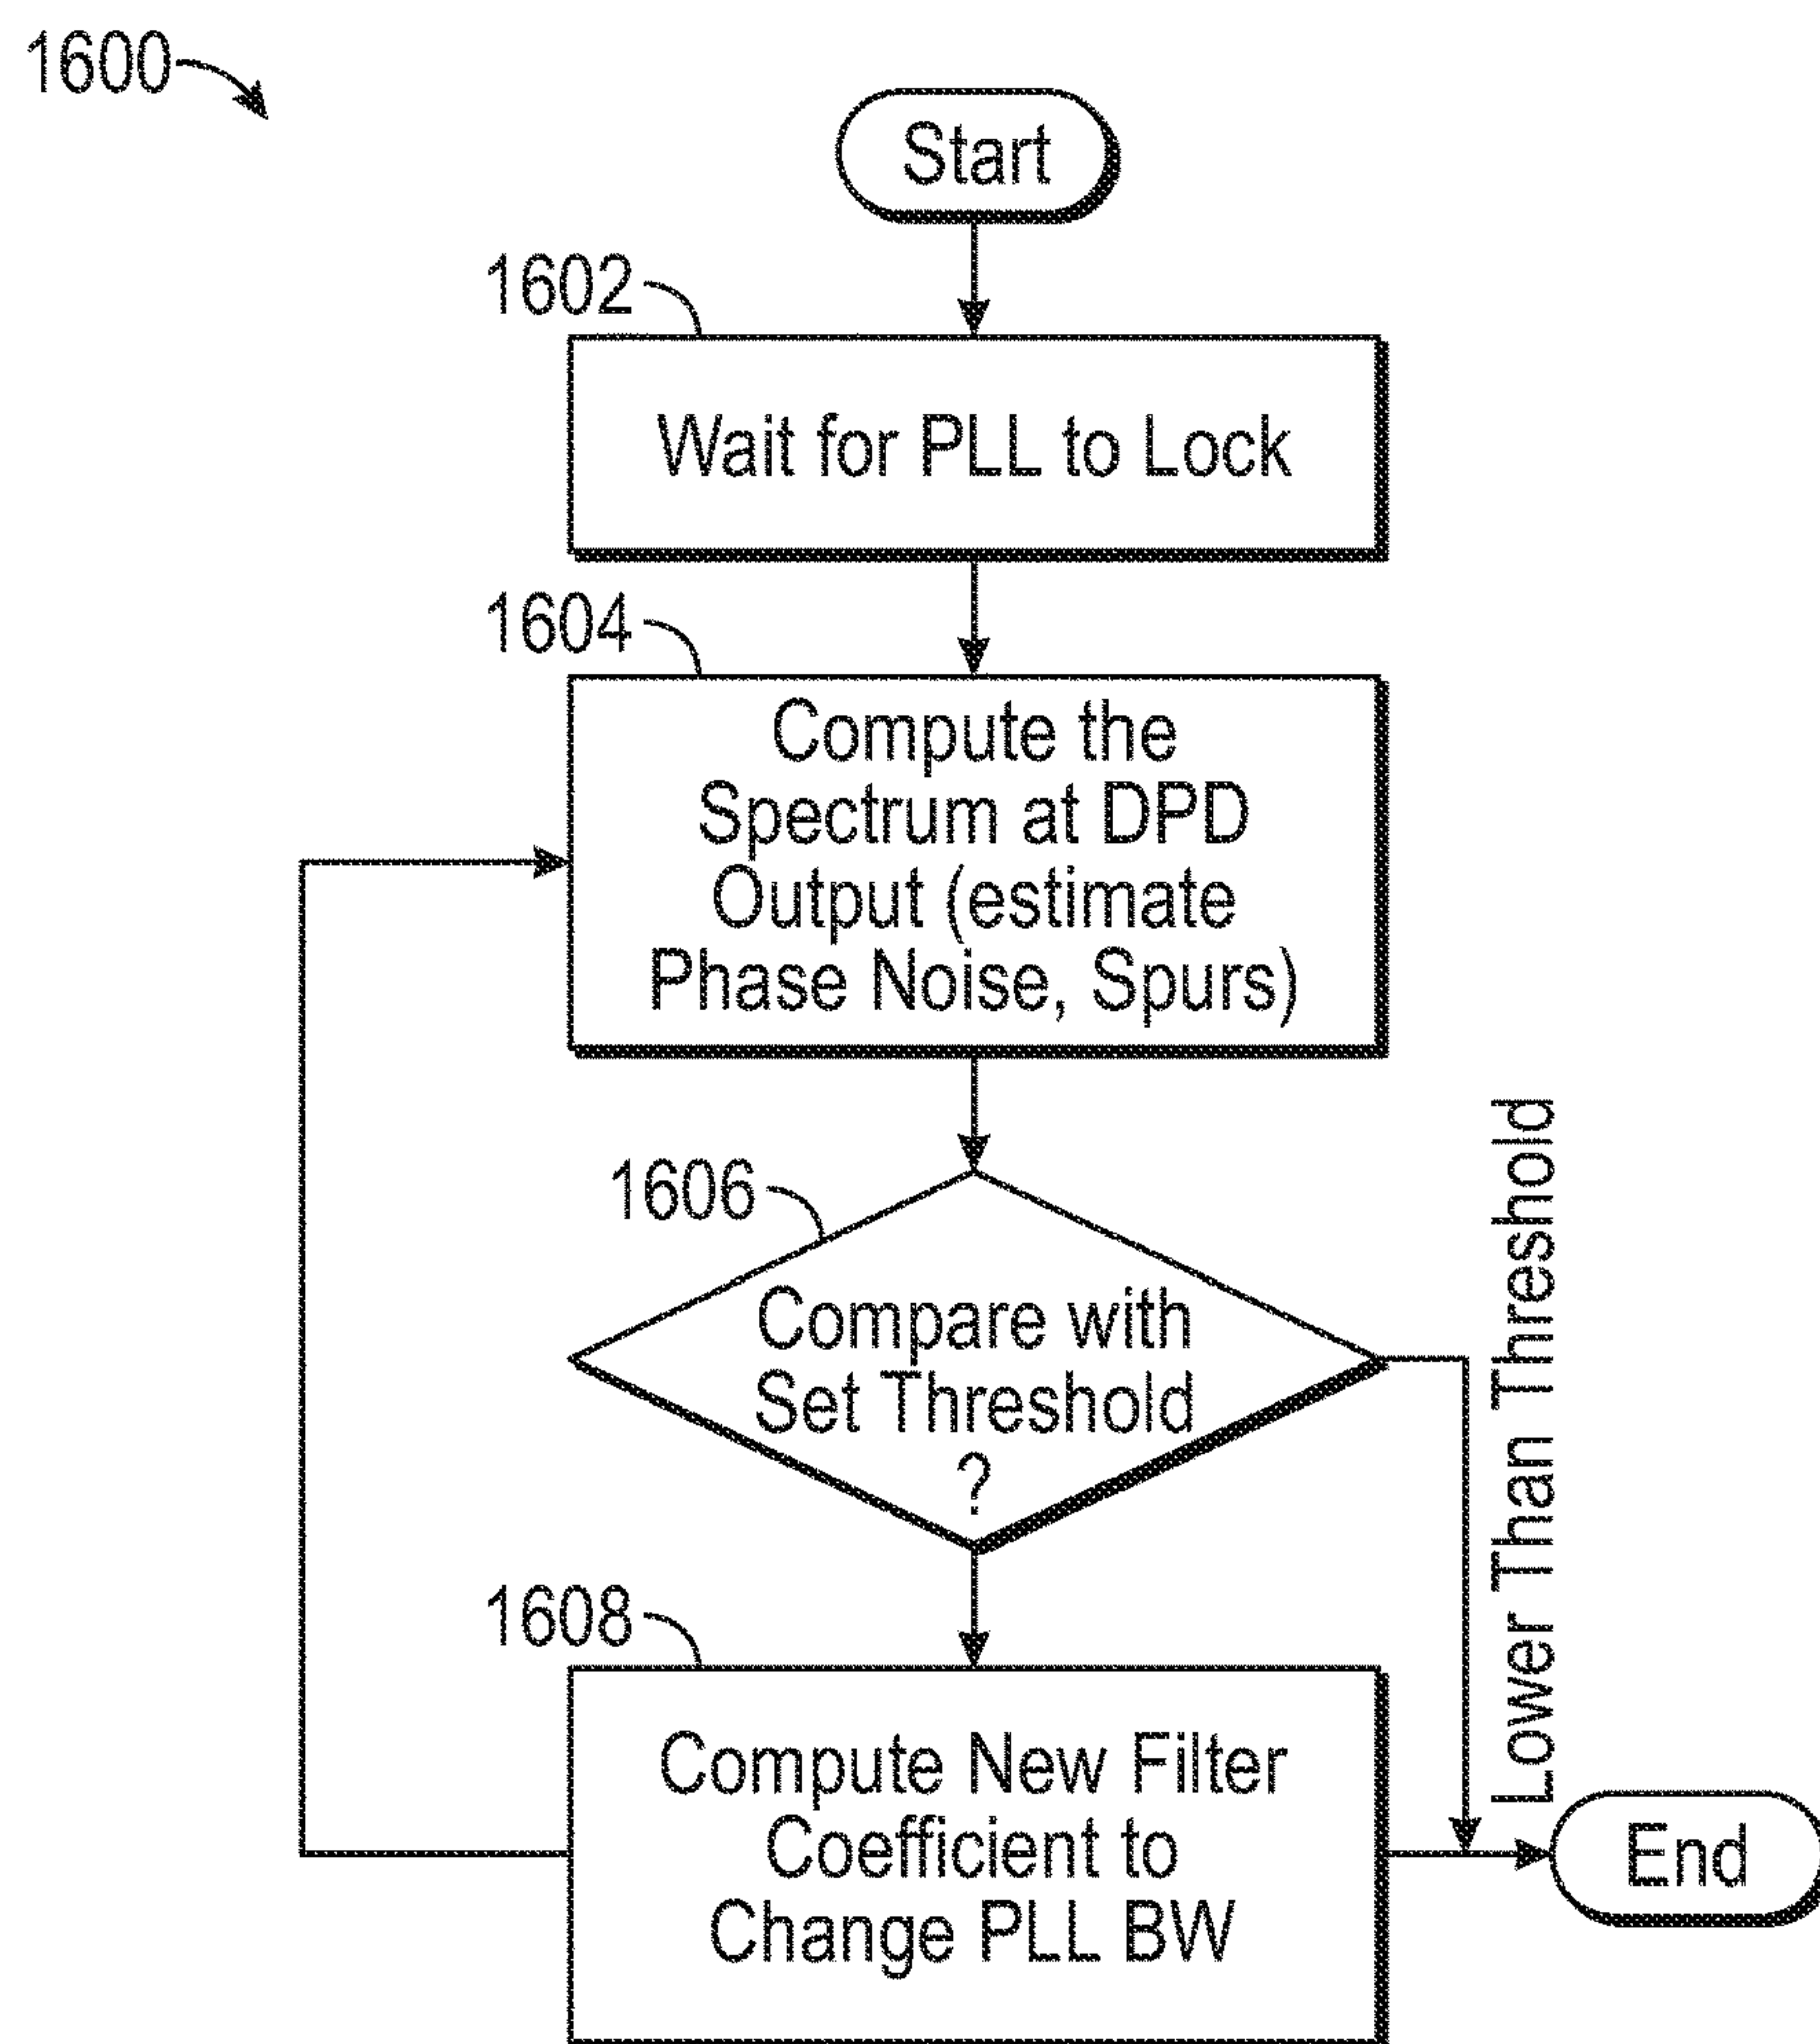 1600
Start
1602
Wait for PLL to Lock
1604
Compute the
Spectrum at DPD
Output (estimate
Phase Noise, Spurs)
1606
Compare with
Set Threshold
?
Lower Than Threshold
1608
Compute New Filter
Coefficient to
Change PLL BW
End